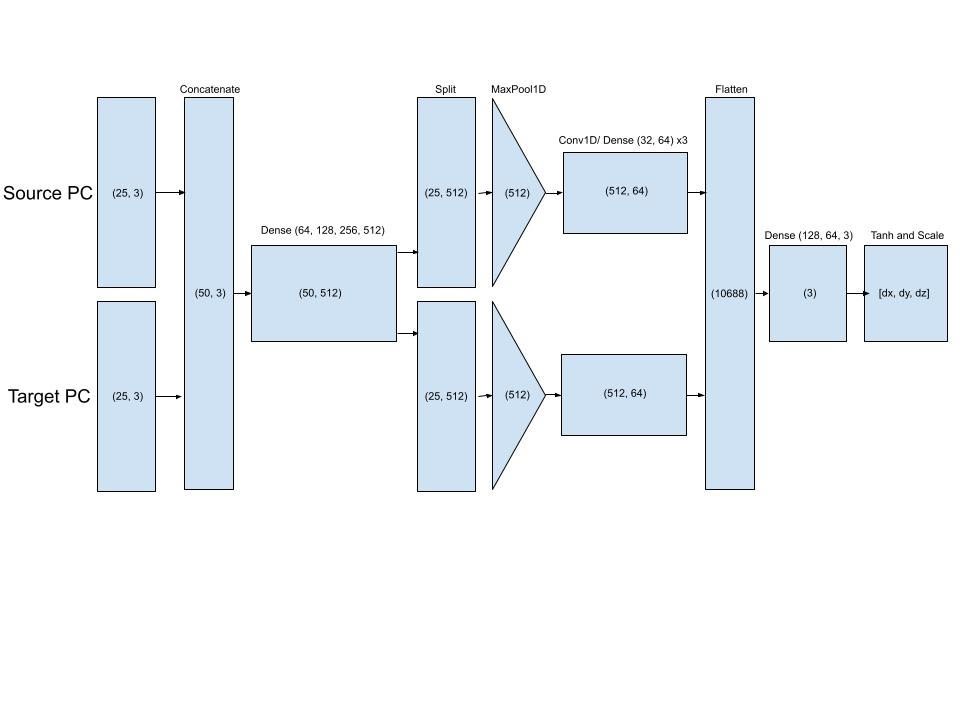 Concatenate
Split
MaxPool1D
Flatten
Conv1D/ Dense (32, 64) x3
Source PC
(25, 3)
(25, 512)
(512)
(512, 64)
Dense (64, 128, 256, 512)
Dense (128, 64, 3)
Tanh and Scale
(50, 3)
(50, 512)
(10688)
(3)
[dx, dy, dz]
Target PC
(25, 3)
(25, 512)
(512)
(512, 64)